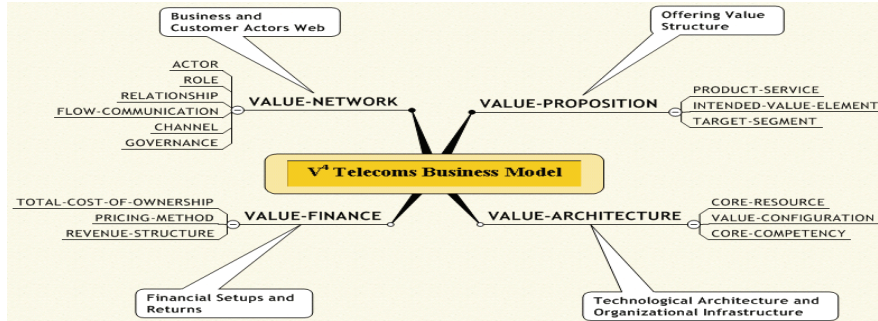 Business and
Customer Actors Web
Offering Value
Structure
ACTOR
ROLE
RELATIONSHIP
FLOW-COMMUNICATION
CHANNEL
GOVERNANCE
VALUE-NETWORK
VALUE-PROPOSITION
PRODUCT-SERVICE
INTENDED-VALUE-ELEMENT
TARGET-SEGMENT
V⁴ Telecoms Business Model
TOTAL-COST-OF-OWNERSHIP
PRICING-METHOD
REVENUE-STRUCTURE
VALUE-FINANCE
VALUE-ARCHITECTURE
CORE-RESOURCE
VALUE-CONFIGURATION
CORE-COMPETENCY
Financial Setups and
Returns
Technological Architecture and
Organizational Infrastructure